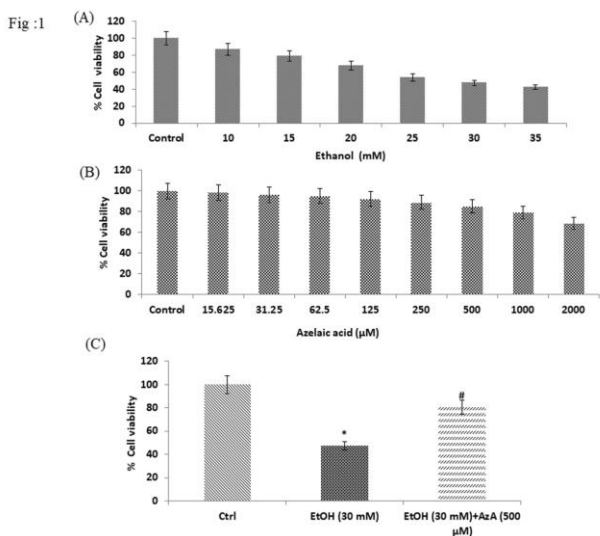 Fig :1
(A)
% Cell viability
120
100
80
60
40
20
0
Control 10 15 20 25 30 35
Ethanol (mM)
(B)
% Cell viability
120
100
80
60
40
20
0
Control 15.625 31.25 62.5 125 250 500 1000 2000
Azelaic acid (µM)
(C)
% Cell viability
120
100
80
60
40
20
0
*
#
Ctrl EtOH (30 mM) EtOH (30 mM)+AzA (500
µM)